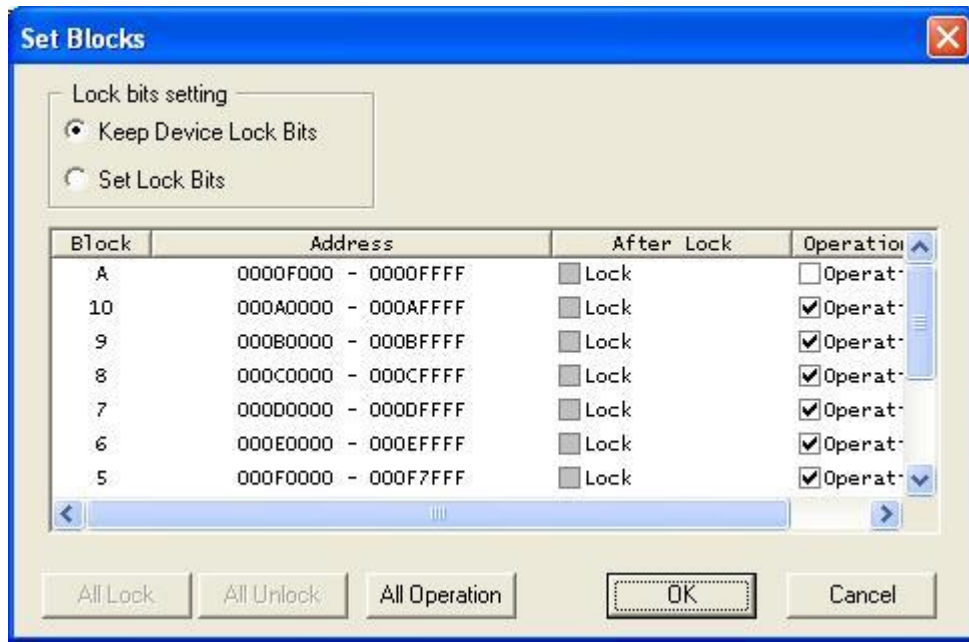 Set Blocks
Lock bits setting
Keep Device Lock Bits
Set Lock Bits
Block Address After Lock Operation
A 0000F000 - 0000FFFF Lock Operat
10 000A0000 - 000AFFFF Lock Operat
9 000B0000 - 000BFFFF Lock Operat
8 000C0000 - 000CFFFF Lock Operat
7 000D0000 - 000DFFFF Lock Operat
6 000E0000 - 000EFFFF Lock Operat
5 000F0000 - 000F7FFF Lock Operat
All Lock All Unlock All Operation OK Cancel